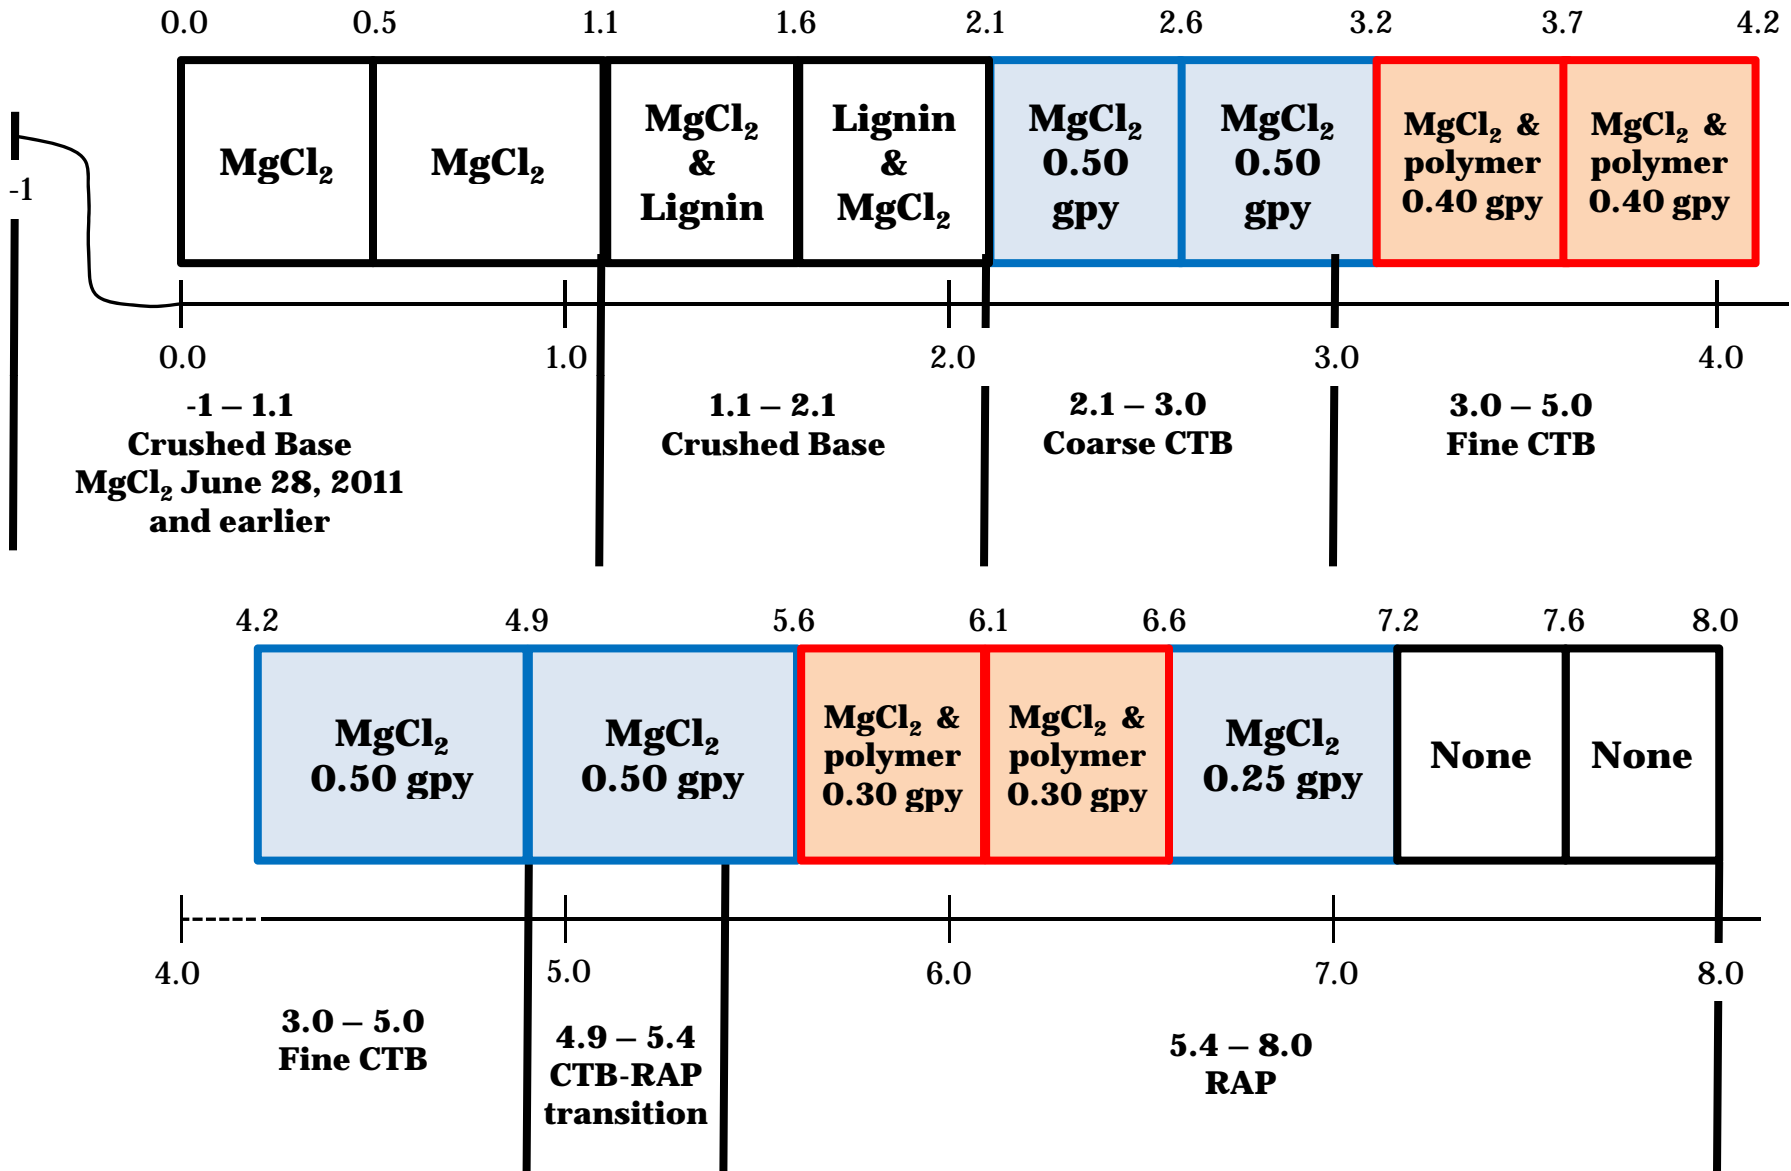 0.0 0.5 1.1 1.6 2.1 2.6 3.2 3.7 4.2
MgCl₂
MgCl₂
MgCl₂
&
Lignin
Lignin
&
MgCl₂
MgCl₂
0.50
gpy
MgCl₂
0.50
gpy
MgCl₂ &
polymer
0.40 gpy
MgCl₂ &
polymer
0.40 gpy
-1
0.0 1.0 2.0 3.0 4.0
-1 – 1.1
Crushed Base
MgCl₂ June 28, 2011
and earlier
1.1 – 2.1
Crushed Base
2.1 – 3.0
Coarse CTB
3.0 – 5.0
Fine CTB
4.2 4.9 5.6 6.1 6.6 7.2 7.6 8.0
MgCl₂
0.50 gpy
MgCl₂
0.50 gpy
MgCl₂ &
polymer
0.30 gpy
MgCl₂ &
polymer
0.30 gpy
MgCl₂
0.25 gpy
None
None
4.0 5.0 6.0 7.0 8.0
3.0 – 5.0
Fine CTB
4.9 – 5.4
CTB-RAP
transition
5.4 – 8.0
RAP